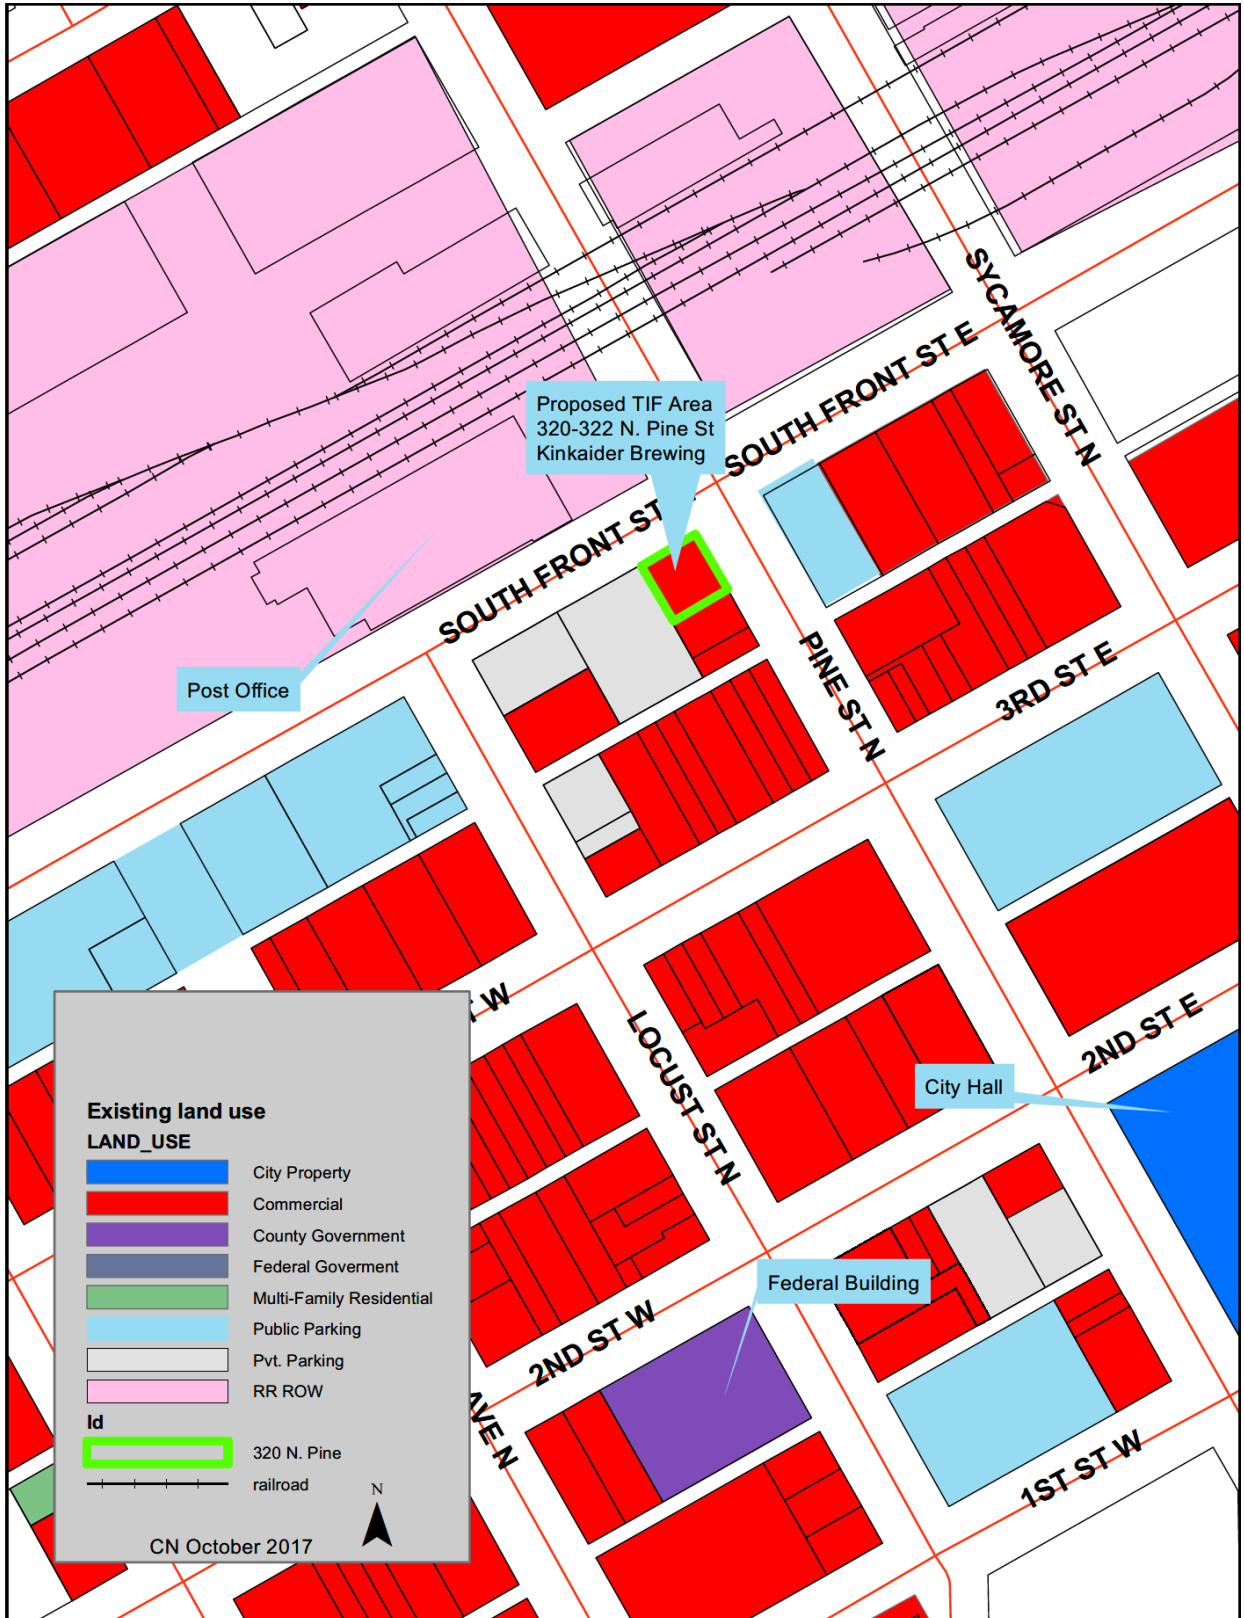 SYCAMORE ST N
SOUTH FRONT ST E
Proposed TIF Area
320-322 N. Pine St
Kinkaider Brewing
SOUTH FRONT ST
Post Office
PINE ST N
3RD ST E
T W
LOCUST ST N
2ND ST E
City Hall
Federal Building
2ND ST W
AVE N
1ST ST W
Existing land use
LAND_USE
City Property
Commercial
County Government
Federal Goverment
Multi-Family Residential
Public Parking
Pvt. Parking
RR ROW
Id
320 N. Pine
railroad
N
CN October 2017